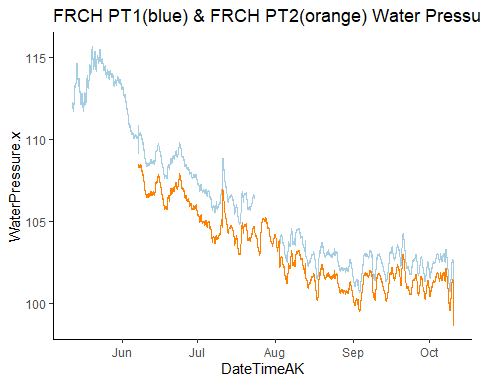 FRCH PT1(blue) & FRCH PT2(orange) Water Pressu
115
110
105
100
WaterPressure.x
Jun
Jul
Aug
Sep
Oct
DateTimeAK